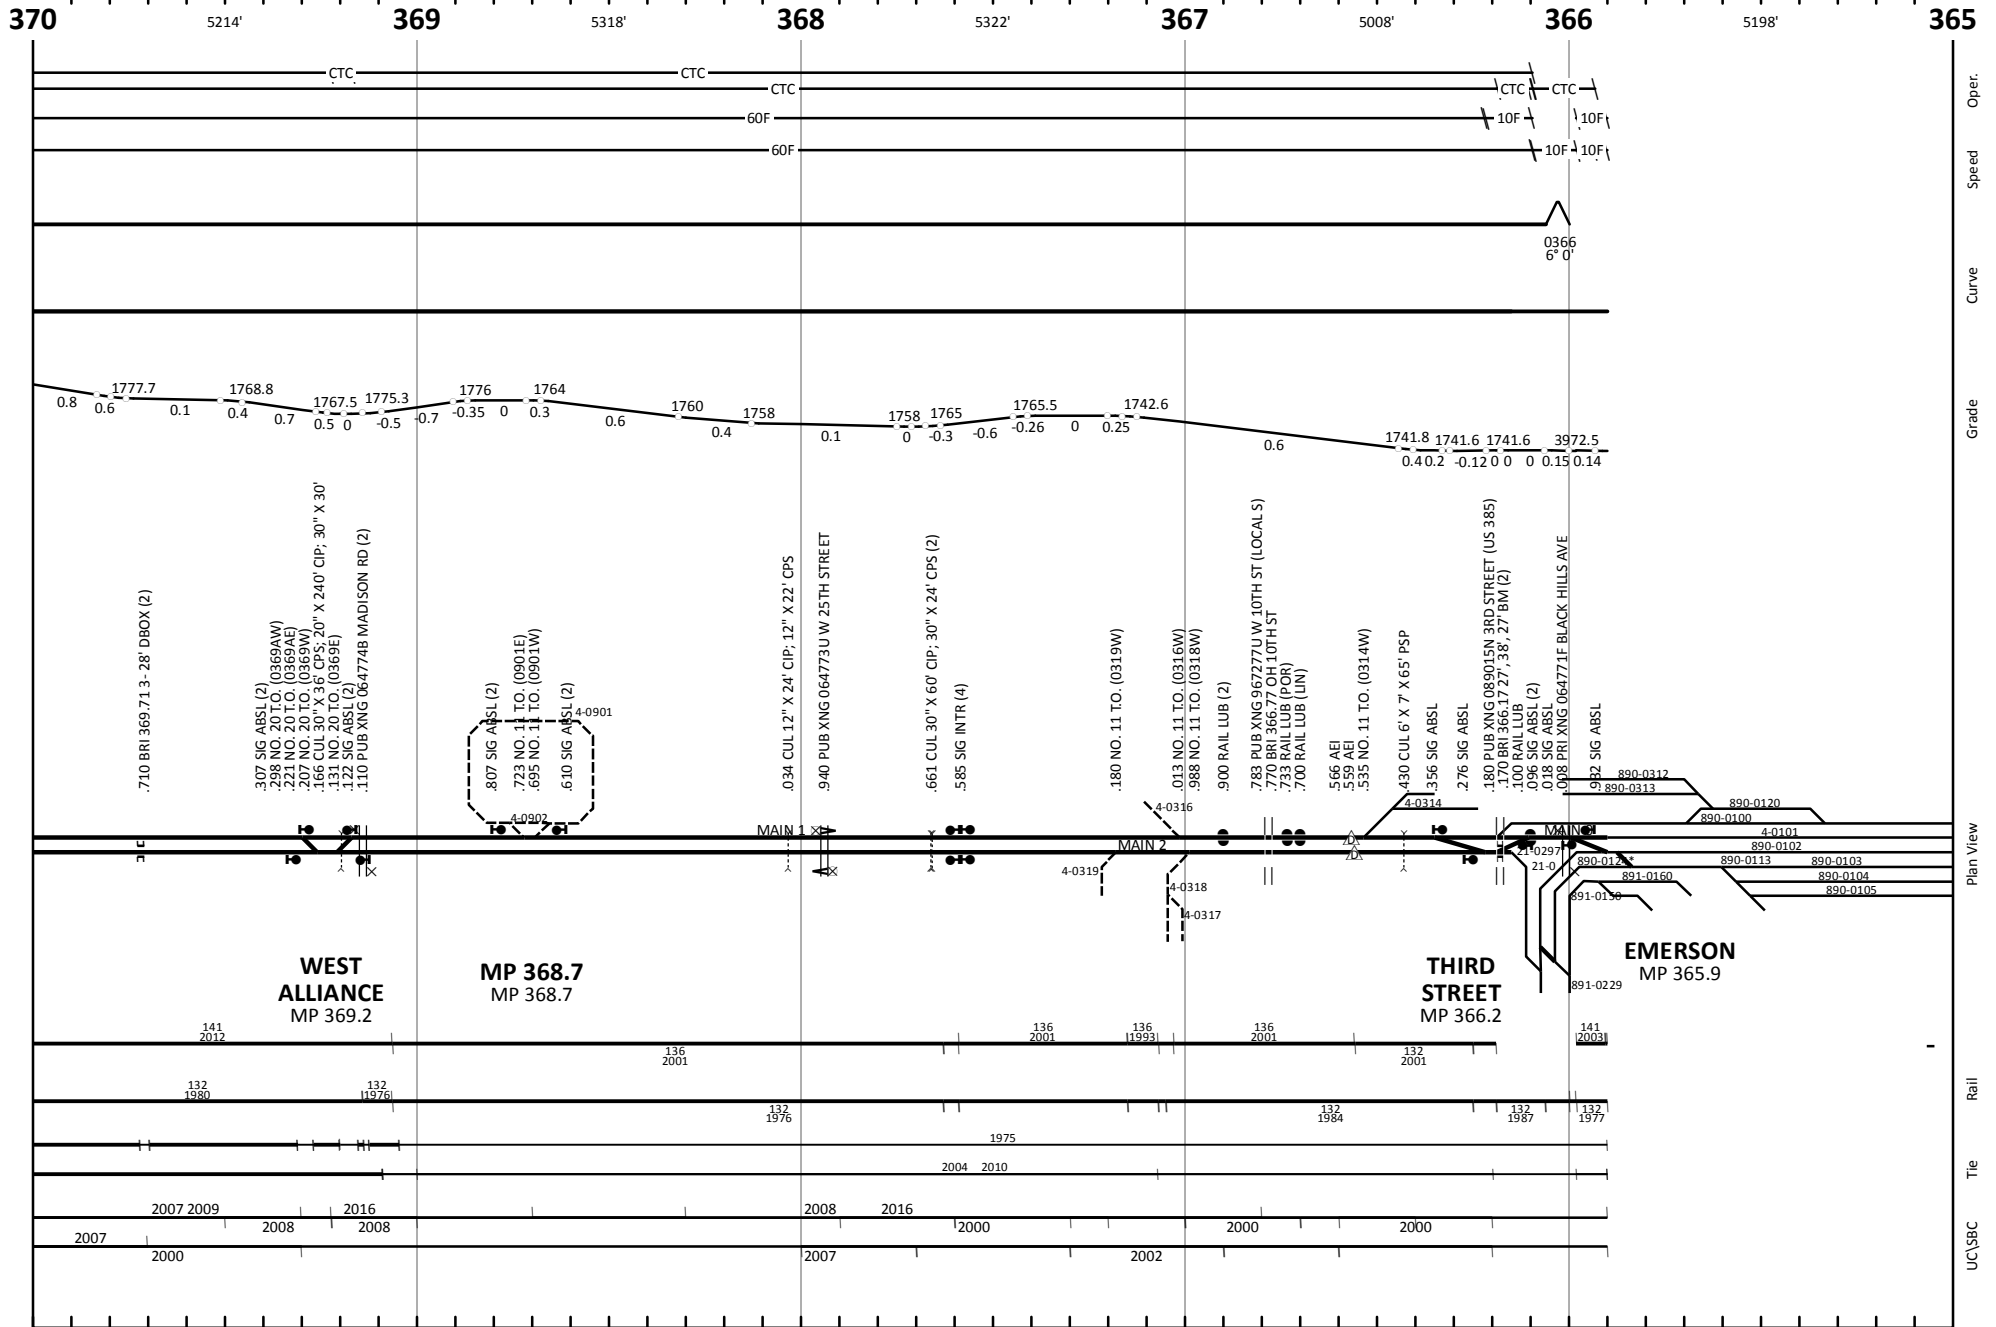 370 5214' 369 5318' 368 5322' 367 5008' 366 5198' 365
CTC CTC
CTC CTC CTC
Oper.
60F 10F 10F
60F 10F 10F
Speed
0366
6° 0'
Curve
1777.7 1768.8 1767.5 1775.3 1776 1764 1760 1758 1758 1765 1765.5 1742.6 1741.8 1741.6 1741.6 3972.5
0.8 0.6 0.1 0.4 0.7 0.5 0 -0.5 -0.7 -0.35 0 0.3 0.6 0.4 0.1 0 -0.3 -0.6 -0.26 0 0.25 0.6 0.4 0.2 -0.12 0 0 0 0.15 0.14
Grade
.710 BRI 369.71 3- 28' DBOX (2)
.307 SIG ABSL (2)
.298 NO. 20 T.O. (0369AW)
.221 NO. 20 T.O. (0369AE)
.207 NO. 20 T.O. (0369W)
.166 CUL 30" X 36' CPS; 20" X 240' CIP; 30" X 30'
.131 NO. 20 T.O. (0369E)
.122 SIG ABSL (2)
.110 PUB XNG 064774B MADISON RD (2)
.807 SIG ABSL (2)
.723 NO. 11 T.O. (0901E)
.695 NO. 11 T.O. (0901W)
.610 SIG ABSL (2)
.034 CUL 12" X 24' CIP; 12" X 22' CPS
.940 PUB XNG 064773U W 25TH STREET
.661 CUL 30" X 60' CIP; 30" X 24' CPS (2)
.585 SIG INTR (4)
.180 NO. 11 T.O. (0319W)
.013 NO. 11 T.O. (0316W)
.988 NO. 11 T.O. (0318W)
.900 RAIL LUB (2)
.783 PUB XNG 967277U W 10TH ST (LOCAL S)
.770 BRI 366.77 OH 10TH ST
.733 RAIL LUB (POR)
.700 RAIL LUB (LIN)
.566 AEI
.559 AEI
.535 NO. 11 T.O. (0314W)
.430 CUL 6' X 7' X 65' PSP
.356 SIG ABSL
.276 SIG ABSL
.180 PUB XNG 089015N 3RD STREET (US 385)
.170 BRI 366.17 27', 38', 27' BM (2)
.100 RAIL LUB
.096 SIG ABSL (2)
.018 SIG ABSL
.008 PRI XNG 064771F BLACK HILLS AVE
.932 SIG ABSL
4-0901
4-0902
MAIN 1
MAIN 2
4-0319
4-0316
4-0318
4-0317
D
D
4-0314
890-0312
890-0313
890-0120
890-0100
4-0101
4-0102
21-0297
21-0
890-0113 890-0103
891-0160 890-0104
891-0150 890-0105
891-0229
Plan View
WEST
ALLIANCE
MP 369.2
MP 368.7
MP 368.7
THIRD
STREET
MP 366.2
EMERSON
MP 365.9
141
2012
136
2001
136
2001
136
1993
136
2001
132
2001
141
2003
132
1980
132
1976
132
1976
132
1984
132
1987
132
1977
Rail
1975
2004 2010
Tie
2007 2009 2016 2008 2016
2008 2008 2000 2000 2000
2007
2000 2007 2002
UC\SBC